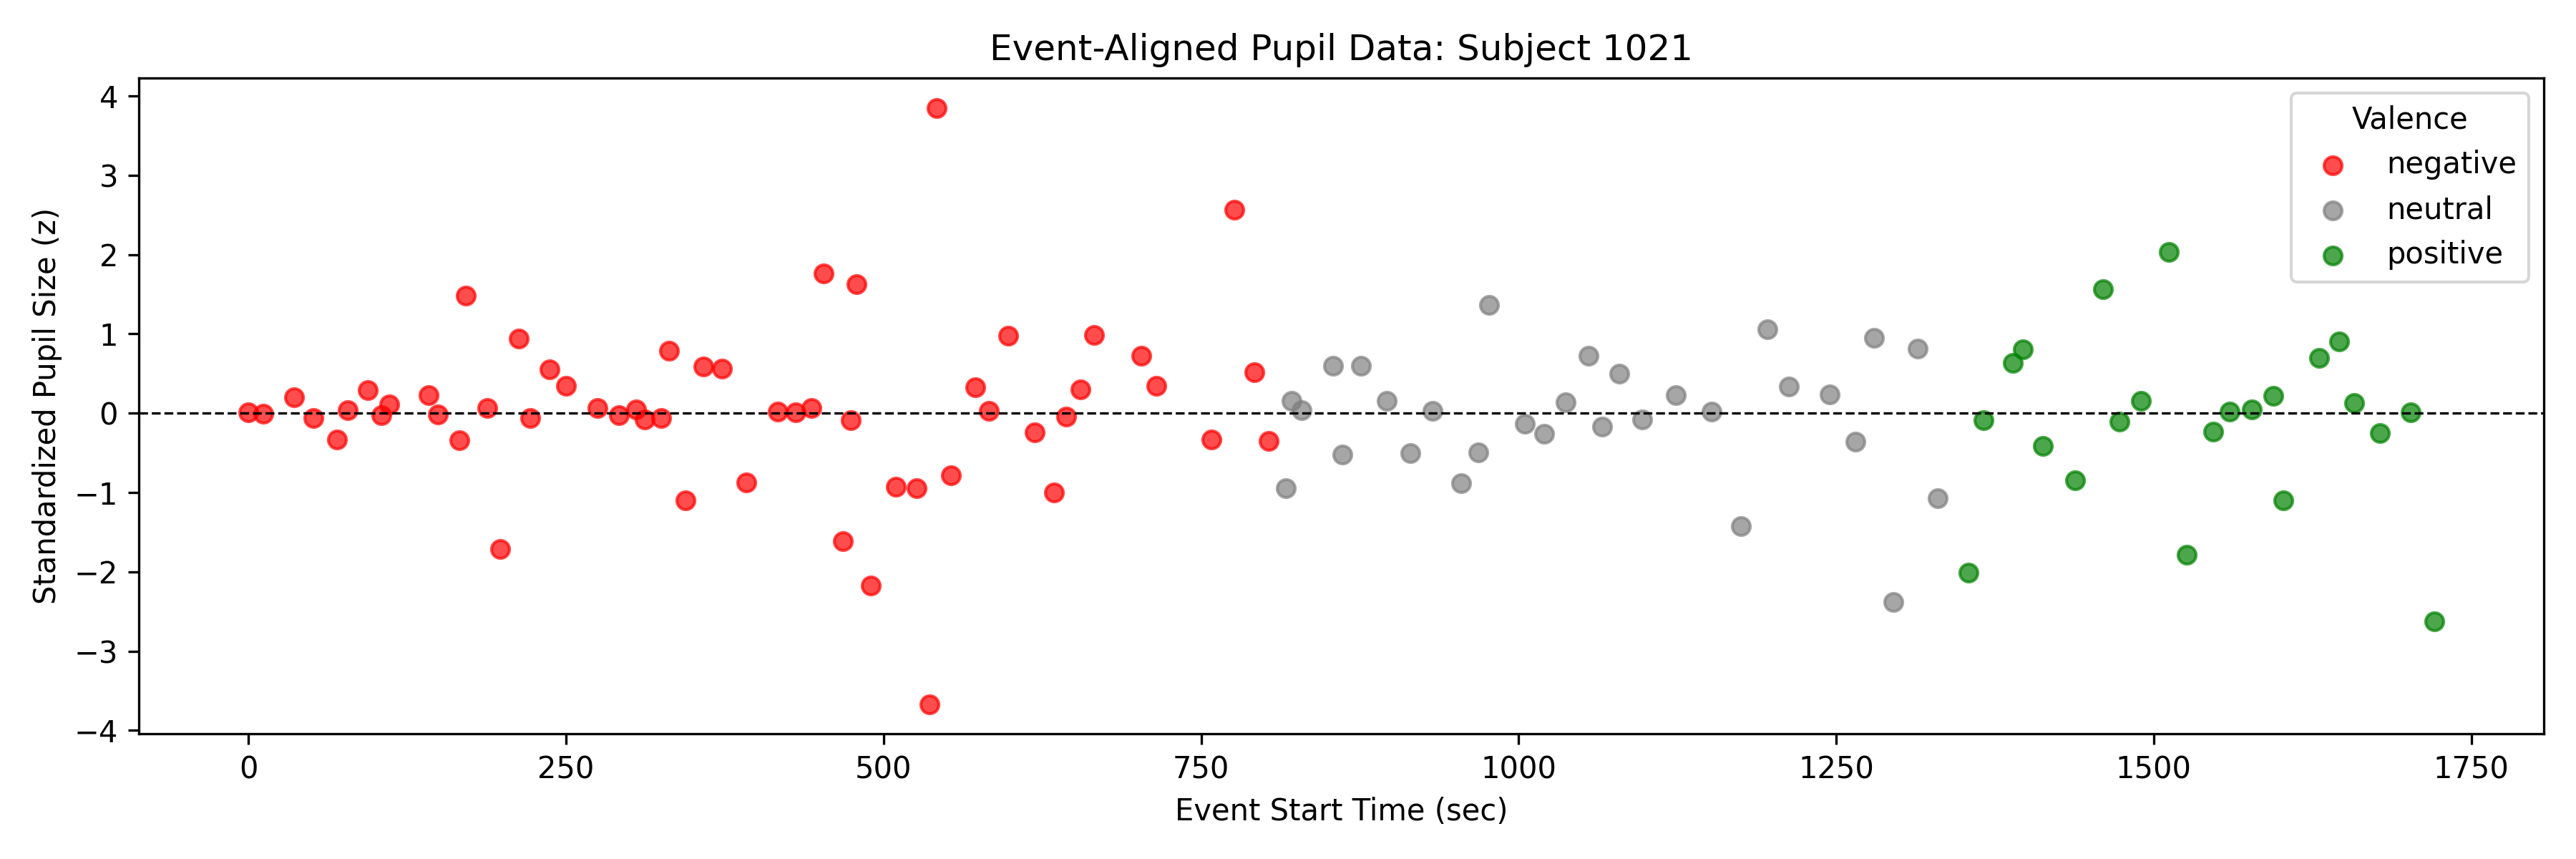 Event-Aligned Pupil Data: Subject 1021
Standardized Pupil Size (z)
4
3
2
1
0
−1
−2
−3
−4
Valence
negative
neutral
positive
0 250 500 750 1000 1250 1500 1750
Event Start Time (sec)